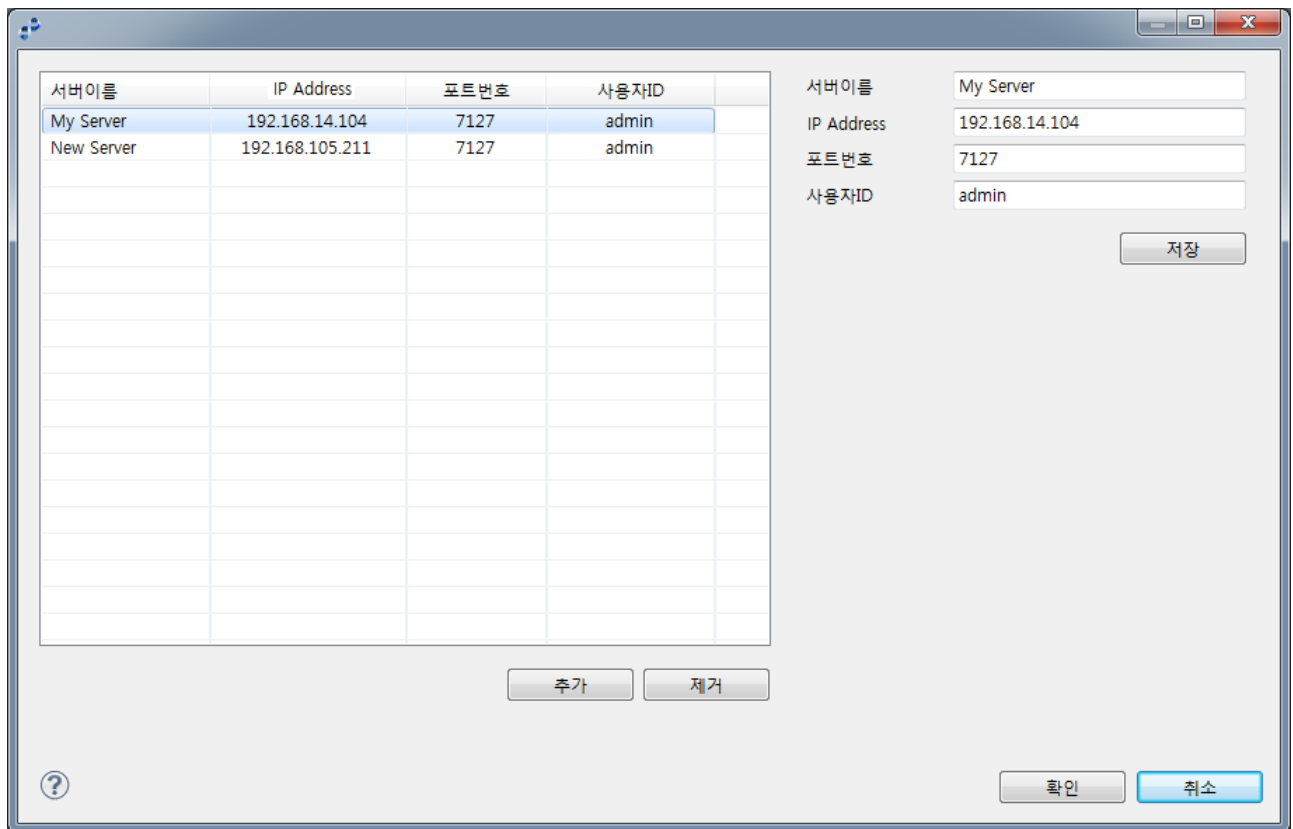 서버이름 IP Address 포트번호 사용자ID
My Server 192.168.14.104 7127 admin
New Server 192.168.105.211 7127 admin
추가 제거
서버이름 My Server
IP Address 192.168.14.104
포트번호 7127
사용자ID admin
저장
?
확인 취소